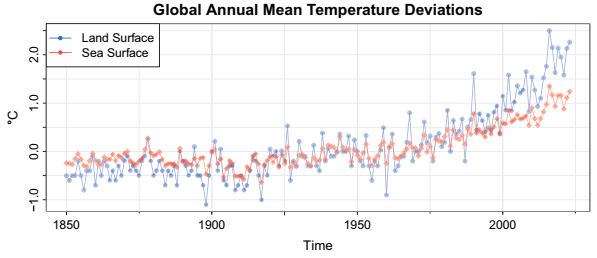 Global Annual Mean Temperature Deviations
Land Surface
Sea Surface
°C
2.0
1.0
0.0
−1.0
1850
1900
1950
2000
Time